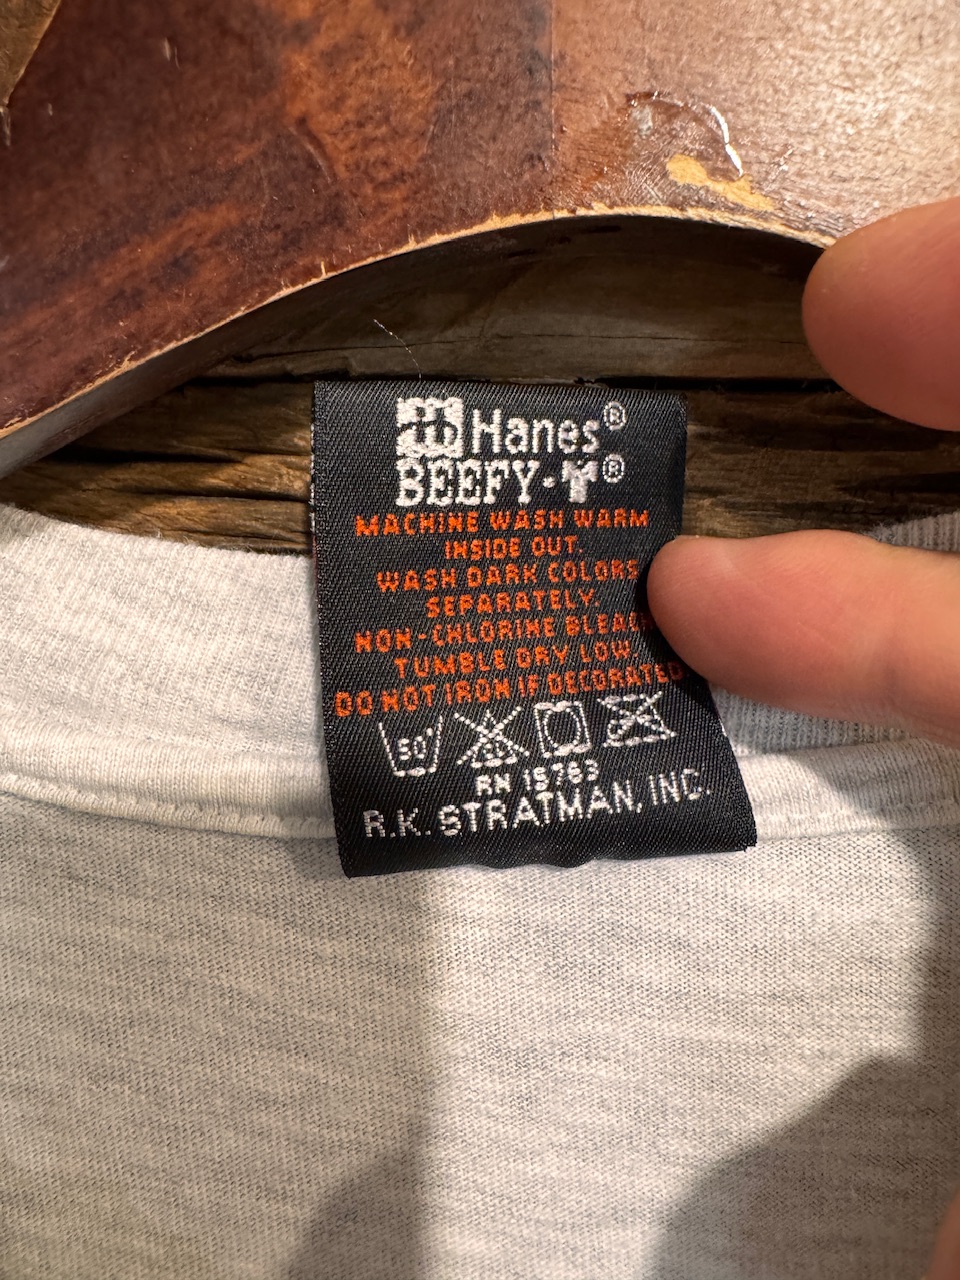 Hanes®
BEEFY-T®
MACHINE WASH WARM
INSIDE OUT.
WASH DARK COLORS
SEPARATELY.
NON-CHLORINE BLEACH
TUMBLE DRY LOW
DO NOT IRON IF DECORATED
50°
CL
RN 15763
R.K. STRATMAN, INC.